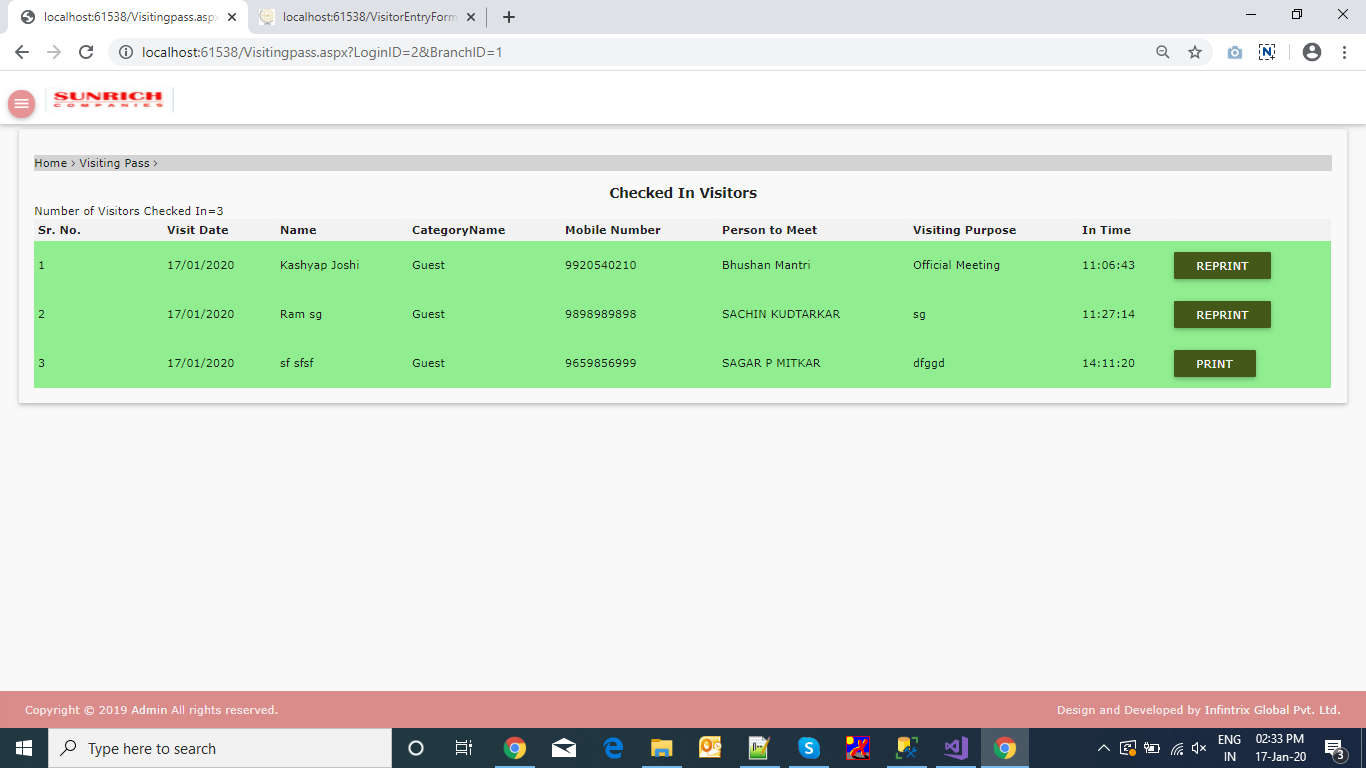 localhost:61538/Visitingpass.asp
localhost:61538/VisitorEntryForm
localhost:61538/Visitingpass.aspx?LoginID=2&BranchID=1
SUNRICH
COMPANIES
Home > Visiting Pass >
Checked In Visitors
Number of Visitors Checked In=3
Sr. No. Visit Date Name CategoryName Mobile Number Person to Meet Visiting Purpose In Time
1 17/01/2020 Kashyap Joshi Guest 9920540210 Bhushan Mantri Official Meeting 11:06:43 REPRINT
2 17/01/2020 Ram sg Guest 9898989898 SACHIN KUDTARKAR sg 11:27:14 REPRINT
3 17/01/2020 sf sfsf Guest 9659856999 SAGAR P MITKAR dfggd 14:11:20 PRINT
Copyright © 2019 Admin All rights reserved. Design and Developed by Infintrix Global Pvt. Ltd.
Type here to search
ENG
IN
02:33 PM
17-Jan-20
3